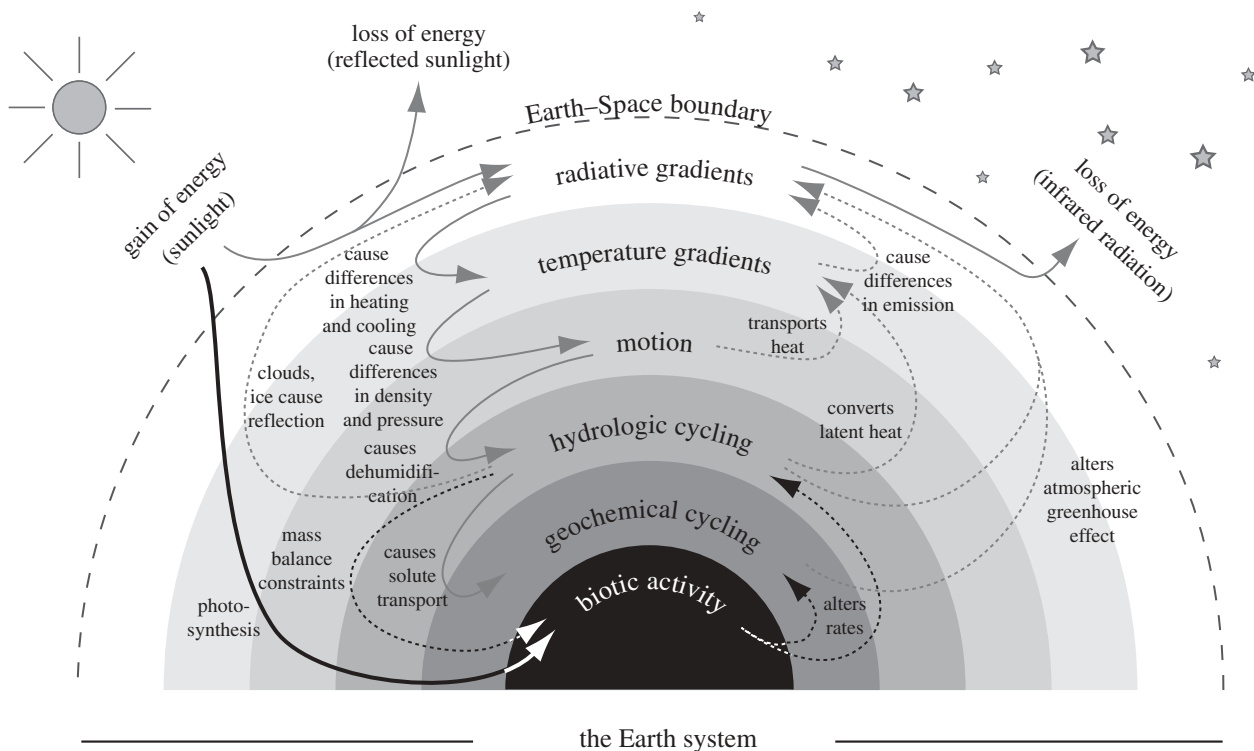 loss of energy
(reflected sunlight)
Earth–Space boundary
radiative gradients
gain of energy
(sunlight)
loss of energy
(infrared radiation)
temperature gradients
cause
differences
in heating
and cooling
cause
differences
in emission
motion
transports
heat
cause
differences
in density
and pressure
clouds,
ice cause
reflection
hydrologic cycling
converts
latent heat
causes
dehumidifi-
cation
alters
atmospheric
greenhouse
effect
geochemical cycling
mass
balance
constraints
causes
solute
transport
biotic activity
alters
rates
photo-
synthesis
the Earth system